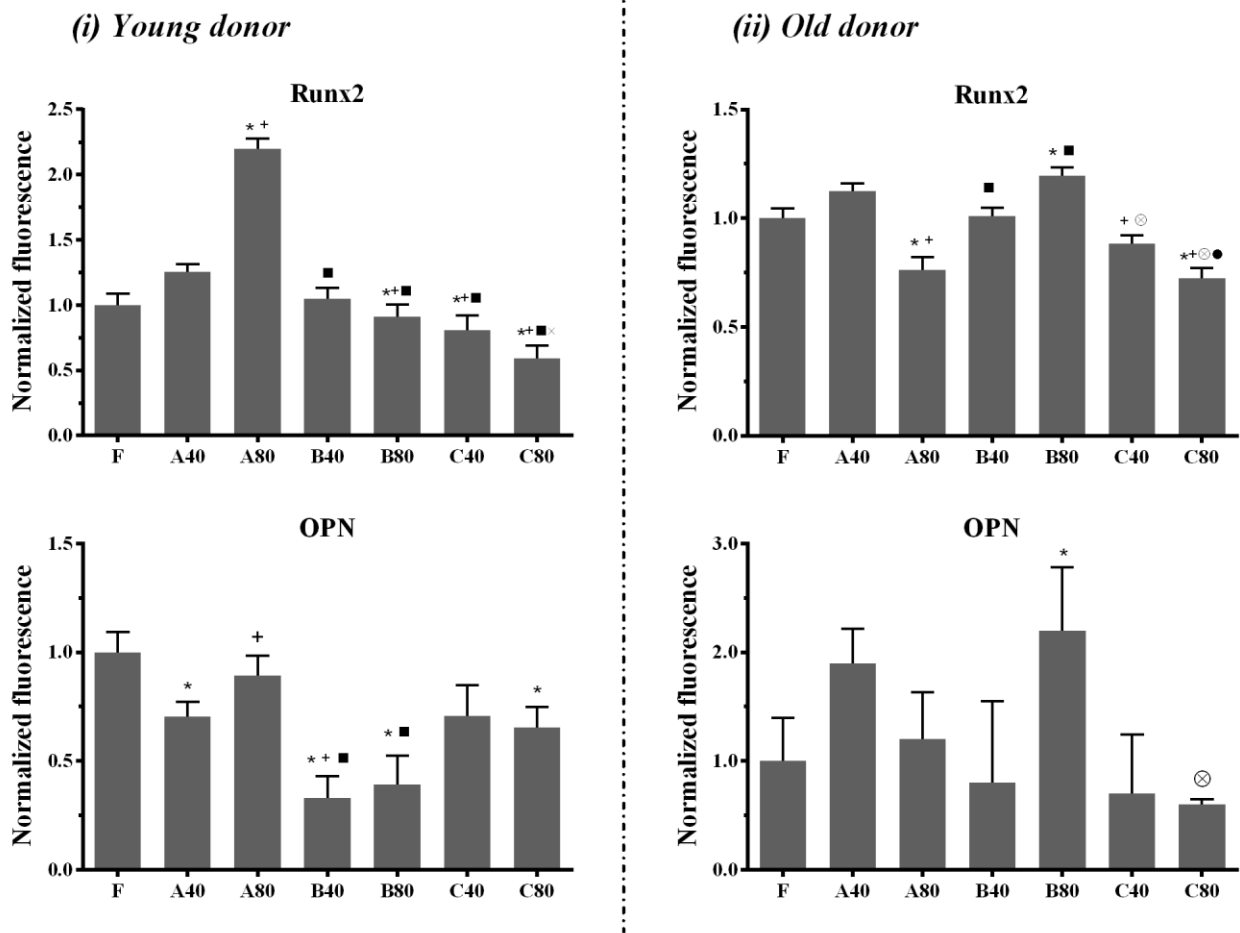 (i) Young donor
Runx2
Normalized fluorescence
2.5
2.0
1.5
1.0
0.5
0.0
* +
■
*+■
*+■
*+■×
F A40 A80 B40 B80 C40 C80
OPN
Normalized fluorescence
1.5
1.0
0.5
0.0
*
+
* + ■
* ■
*
F A40 A80 B40 B80 C40 C80
(ii) Old donor
Runx2
Normalized fluorescence
1.5
1.0
0.5
0.0
* +
■
* ■
+ ⊗
*+⊗●
F A40 A80 B40 B80 C40 C80
OPN
Normalized fluorescence
3.0
2.0
1.0
0.0
*
⊗
F A40 A80 B40 B80 C40 C80